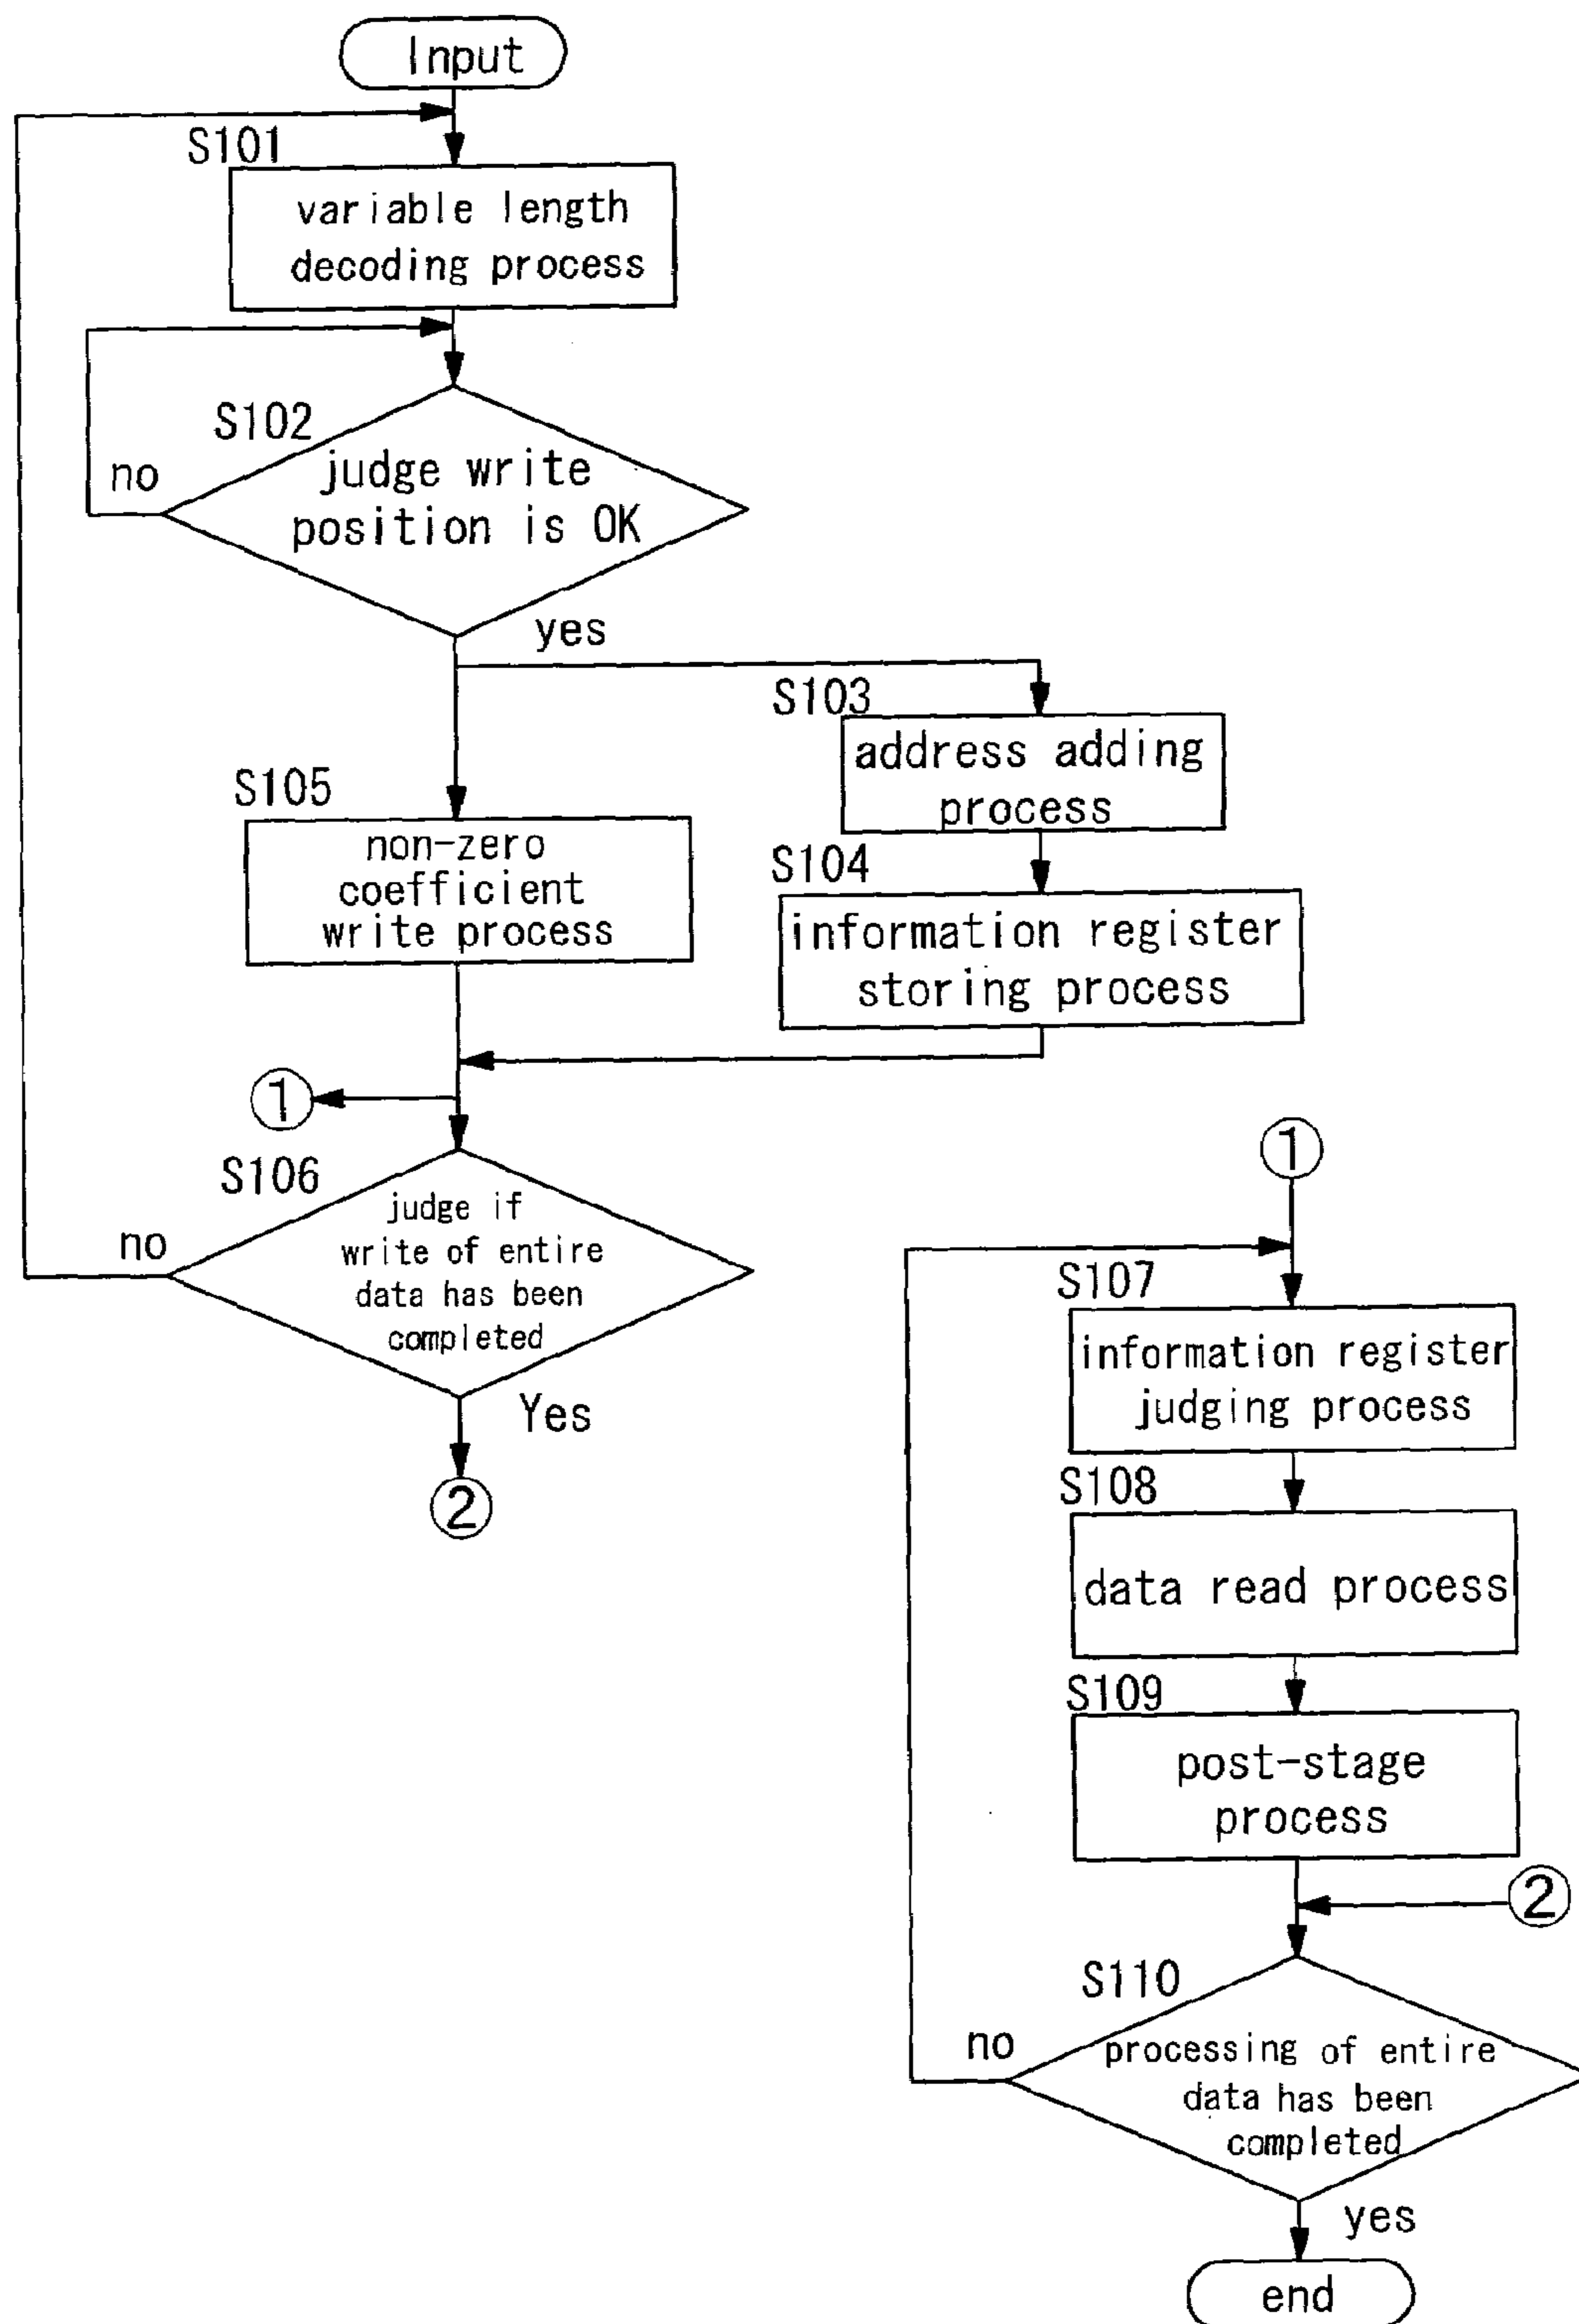 Input
S101
variable length
decoding process
S102
no
judge write
position is OK
yes
S103
address adding
process
S105
non-zero
coefficient
write process
S104
information register
storing process
①
S106
no
judge if
write of entire
data has been
completed
Yes
②
①
S107
information register
judging process
S108
data read process
S109
post-stage
process
②
S110
no
processing of entire
data has been
completed
yes
end